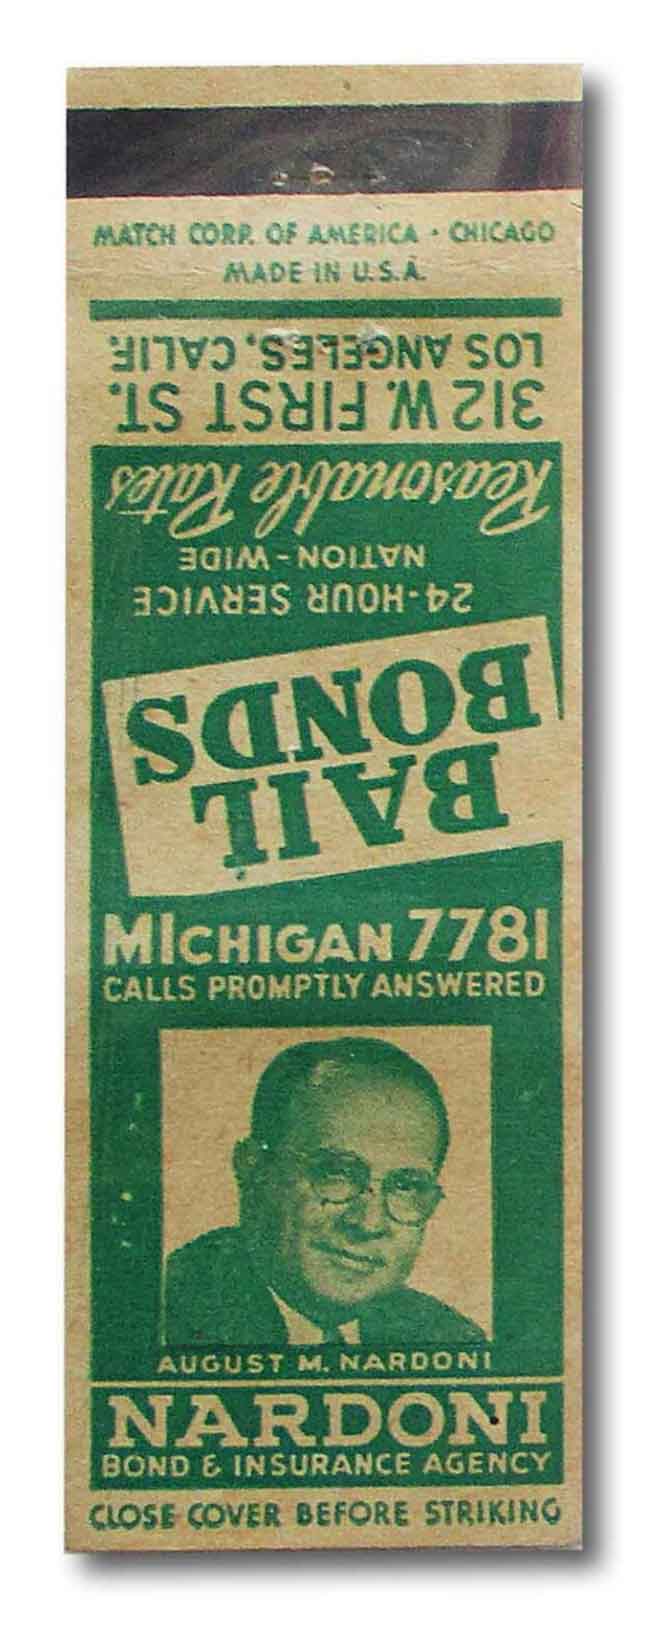 MATCH CORP. OF AMERICA · CHICAGO
MADE IN U.S.A.
312 W. FIRST ST.
LOS ANGELES, CALIF.
Reasonable Rates
24-HOUR SERVICE
NATION-WIDE
BAIL
BONDS
MICHIGAN 7781
CALLS PROMPTLY ANSWERED
AUGUST M. NARDONI
NARDONI
BOND & INSURANCE AGENCY
CLOSE COVER BEFORE STRIKING